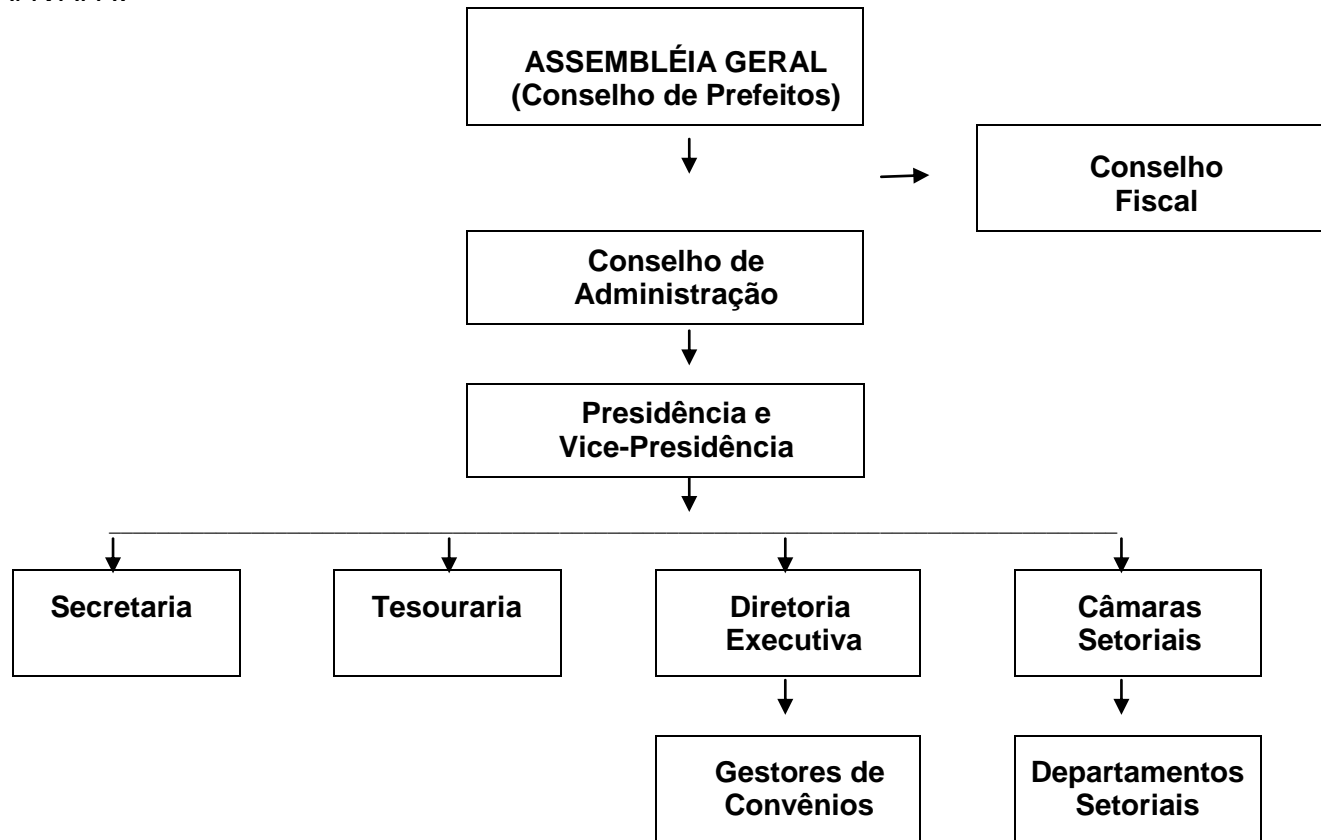 ASSEMBLÉIA GERAL
(Conselho de Prefeitos)
Conselho
Fiscal
Conselho de
Administração
Presidência e
Vice-Presidência
Secretaria
Tesouraria
Diretoria
Executiva
Câmaras
Setoriais
Gestores de
Convênios
Departamentos
Setoriais